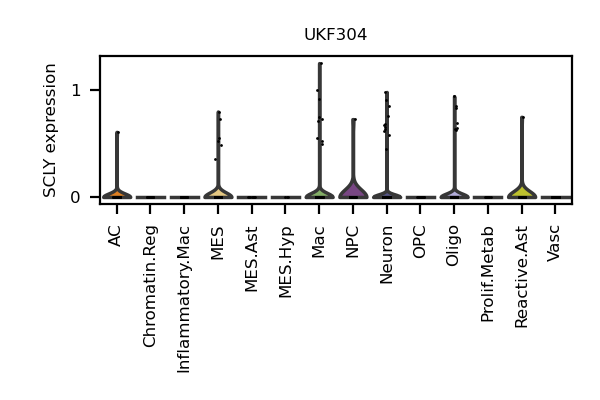 UKF304
SCLY expression
1
0
AC
Chromatin.Reg
Inflammatory.Mac
MES
MES.Ast
MES.Hyp
Mac
NPC
Neuron
OPC
Oligo
Prolif.Metab
Reactive.Ast
Vasc